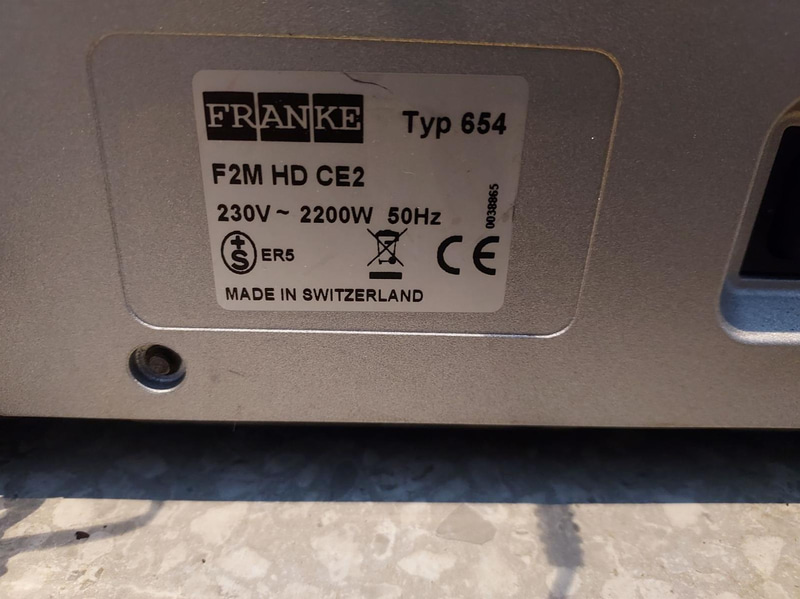 FRANKE Typ 654
F2M HD CE2
230V ~ 2200W 50Hz
0038865
+S ER5 CE
MADE IN SWITZERLAND